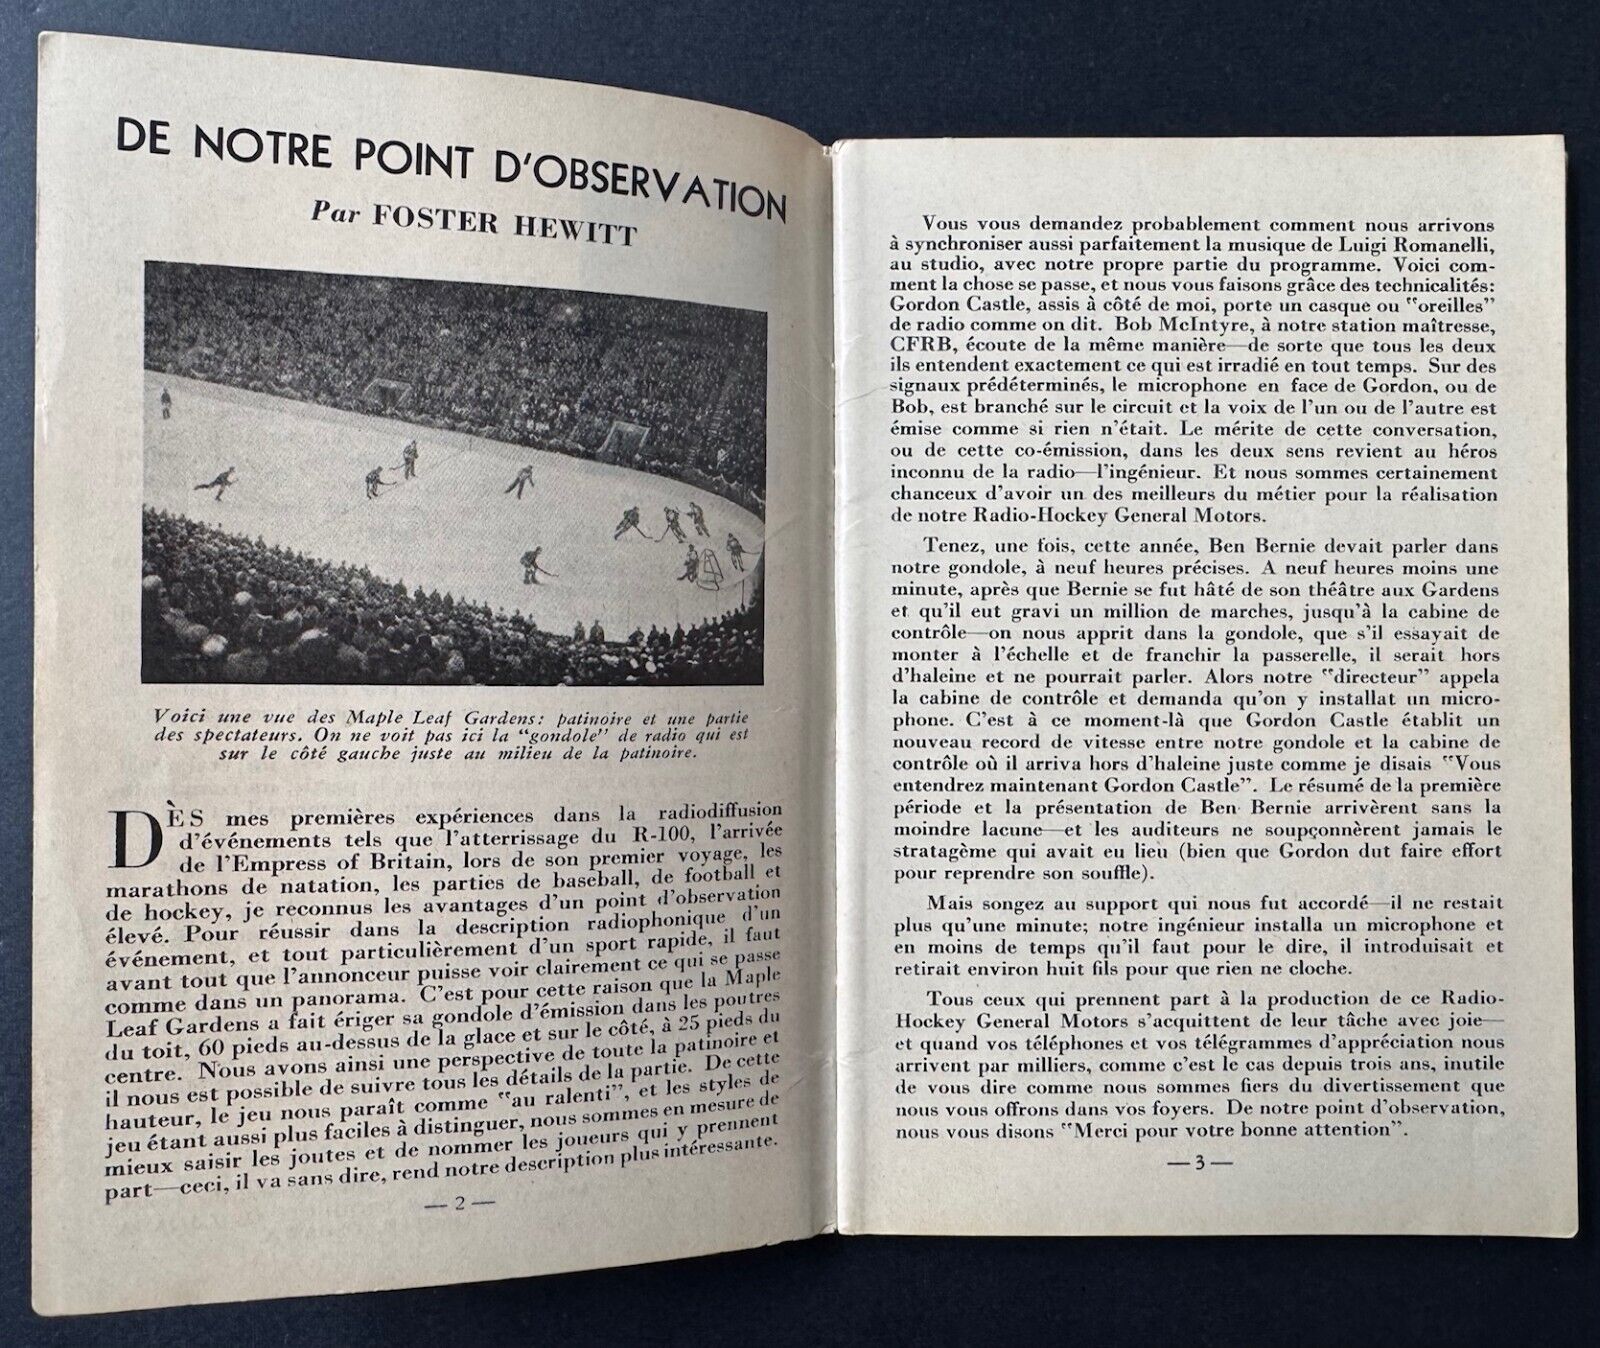 DE NOTRE POINT D'OBSERVATION
Par FOSTER HEWITT
Voici une vue des Maple Leaf Gardens: patinoire et une partie
des spectateurs. On ne voit pas ici la "gondole" de radio qui est
sur le côté gauche juste au milieu de la patinoire.
DÈS mes premières expériences dans la radiodiffusion
d'événements tels que l'atterrissage du R-100, l'arrivée
de l'Empress of Britain, lors de son premier voyage, les
marathons de natation, les parties de baseball, de football et
de hockey, je reconnus les avantages d'un point d'observation
élevé. Pour réussir dans la description radiophonique d'un
événement, et tout particulièrement d'un sport rapide, il faut
avant tout que l'annonceur puisse voir clairement ce qui se passe
comme dans un panorama. C'est pour cette raison que la Maple
Leaf Gardens a fait ériger sa gondole d'émission dans les poutres
du toit, 60 pieds au-dessus de la glace et sur le côté, à 25 pieds du
centre. Nous avons ainsi une perspective de toute la patinoire et
il nous est possible de suivre tous les détails de la partie. De cette
hauteur, le jeu nous paraît comme "au ralenti", et les styles de
jeu étant aussi plus faciles à distinguer, nous sommes en mesure de
mieux saisir les joutes et de nommer les joueurs qui y prennent
part—ceci, il va sans dire, rend notre description plus intéressante.
— 2 —
Vous vous demandez probablement comment nous arrivons
à synchroniser aussi parfaitement la musique de Luigi Romanelli,
au studio, avec notre propre partie du programme. Voici com-
ment la chose se passe, et nous vous faisons grâce des technicalités:
Gordon Castle, assis à côté de moi, porte un casque ou "oreilles"
de radio comme on dit. Bob McIntyre, à notre station maîtresse,
CFRB, écoute de la même manière—de sorte que tous les deux
ils entendent exactement ce qui est irradié en tout temps. Sur des
signaux prédéterminés, le microphone en face de Gordon, ou de
Bob, est branché sur le circuit et la voix de l'un ou de l'autre est
émise comme si rien n'était. Le mérite de cette conversation,
ou de cette co-émission, dans les deux sens revient au héros
inconnu de la radio—l'ingénieur. Et nous sommes certainement
chanceux d'avoir un des meilleurs du métier pour la réalisation
de notre Radio-Hockey General Motors.
Tenez, une fois, cette année, Ben Bernie devait parler dans
notre gondole, à neuf heures précises. A neuf heures moins une
minute, après que Bernie se fut hâté de son théâtre aux Gardens
et qu'il eut gravi un million de marches, jusqu'à la cabine de
contrôle—on nous apprit dans la gondole, que s'il essayait de
monter à l'échelle et de franchir la passerelle, il serait hors
d'haleine et ne pourrait parler. Alors notre "directeur" appela
la cabine de contrôle et demanda qu'on y installat un micro-
phone. C'est à ce moment-là que Gordon Castle établit un
nouveau record de vitesse entre notre gondole et la cabine de
contrôle où il arriva hors d'haleine juste comme je disais "Vous
entendrez maintenant Gordon Castle". Le résumé de la première
période et la présentation de Ben Bernie arrivèrent sans la
moindre lacune—et les auditeurs ne soupçonnèrent jamais le
stratagème qui avait eu lieu (bien que Gordon dut faire effort
pour reprendre son souffle).
Mais songez au support qui nous fut accordé—il ne restait
plus qu'une minute; notre ingénieur installa un microphone et
en moins de temps qu'il faut pour le dire, il introduisait et
retirait environ huit fils pour que rien ne cloche.
Tous ceux qui prennent part à la production de ce Radio-
Hockey General Motors s'acquittent de leur tâche avec joie—
et quand vos téléphones et vos télégrammes d'appréciation nous
arrivent par milliers, comme c'est le cas depuis trois ans, inutile
de vous dire comme nous sommes fiers du divertissement que
nous vous offrons dans vos foyers. De notre point d'observation,
nous vous disons "Merci pour votre bonne attention".
— 3 —